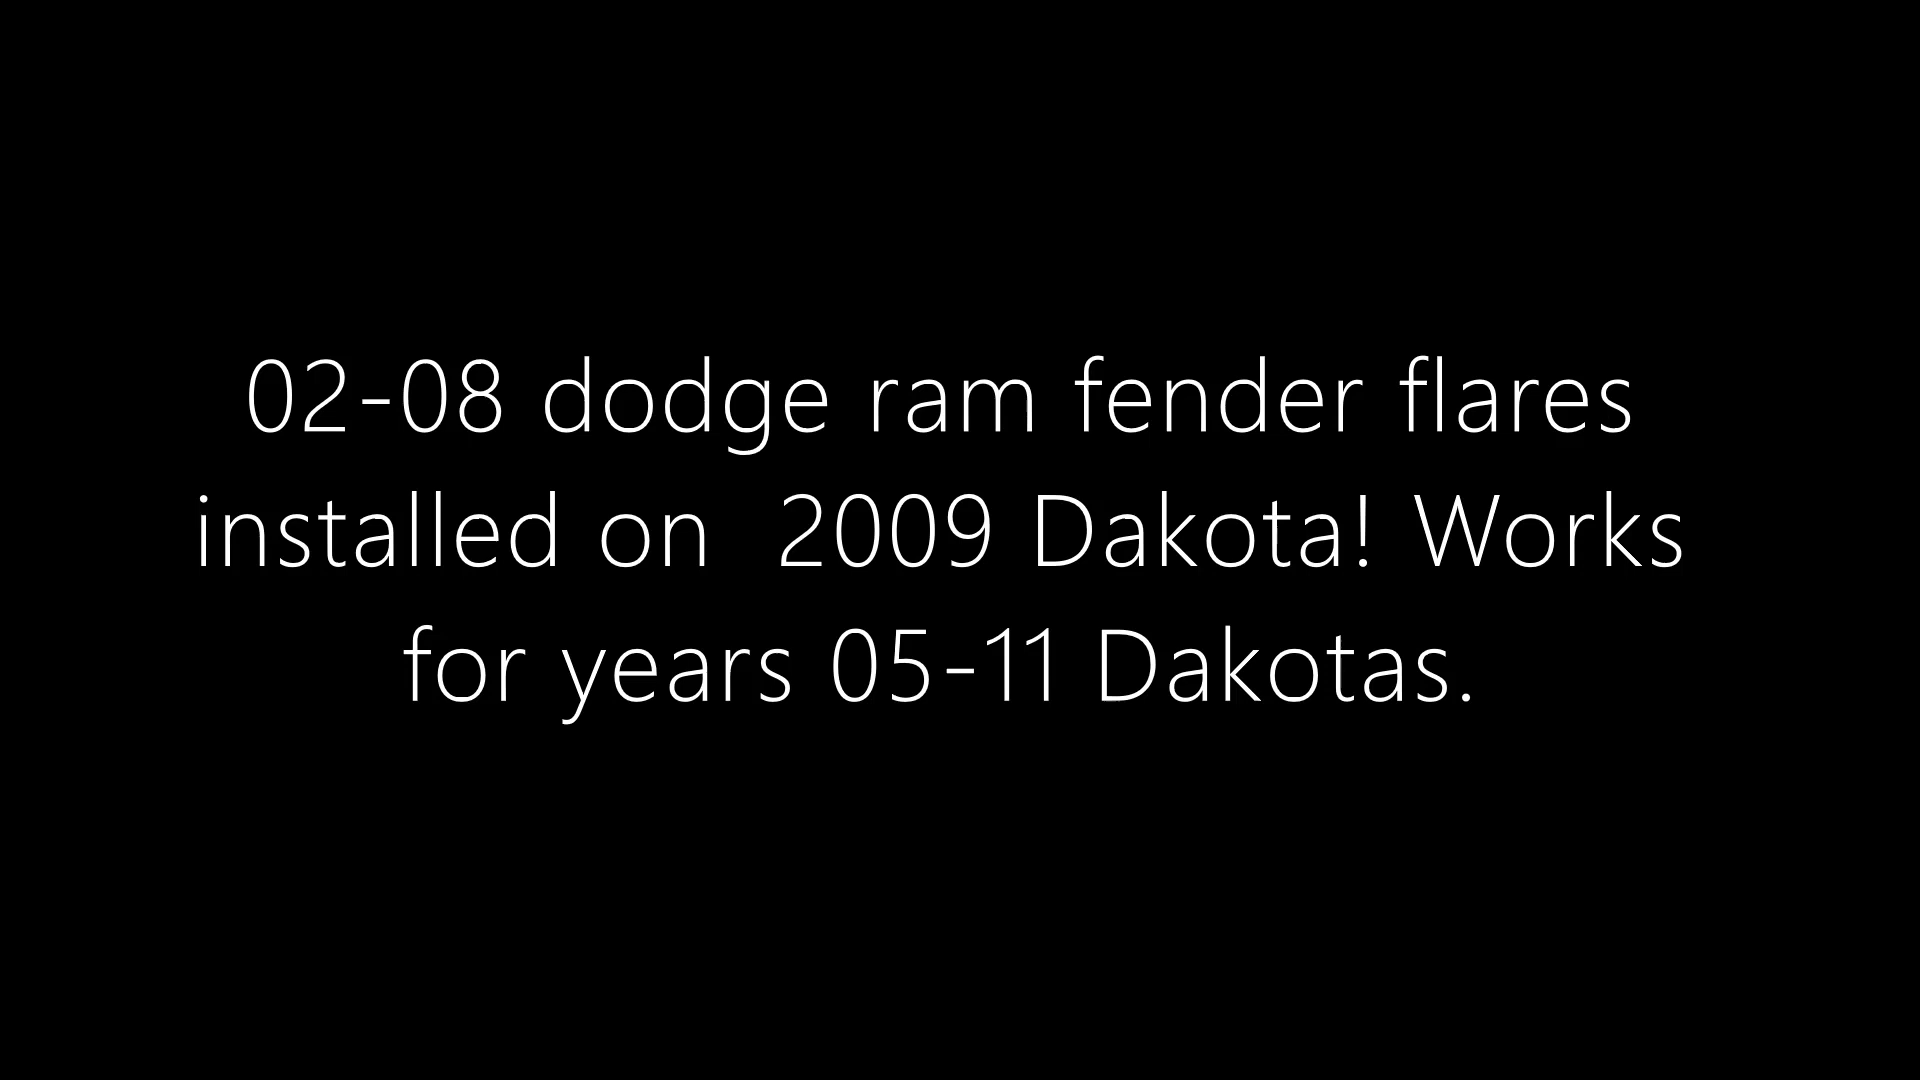 02-08 dodge ram fender flares
installed on  2009 Dakota! Works
for years 05-11 Dakotas.